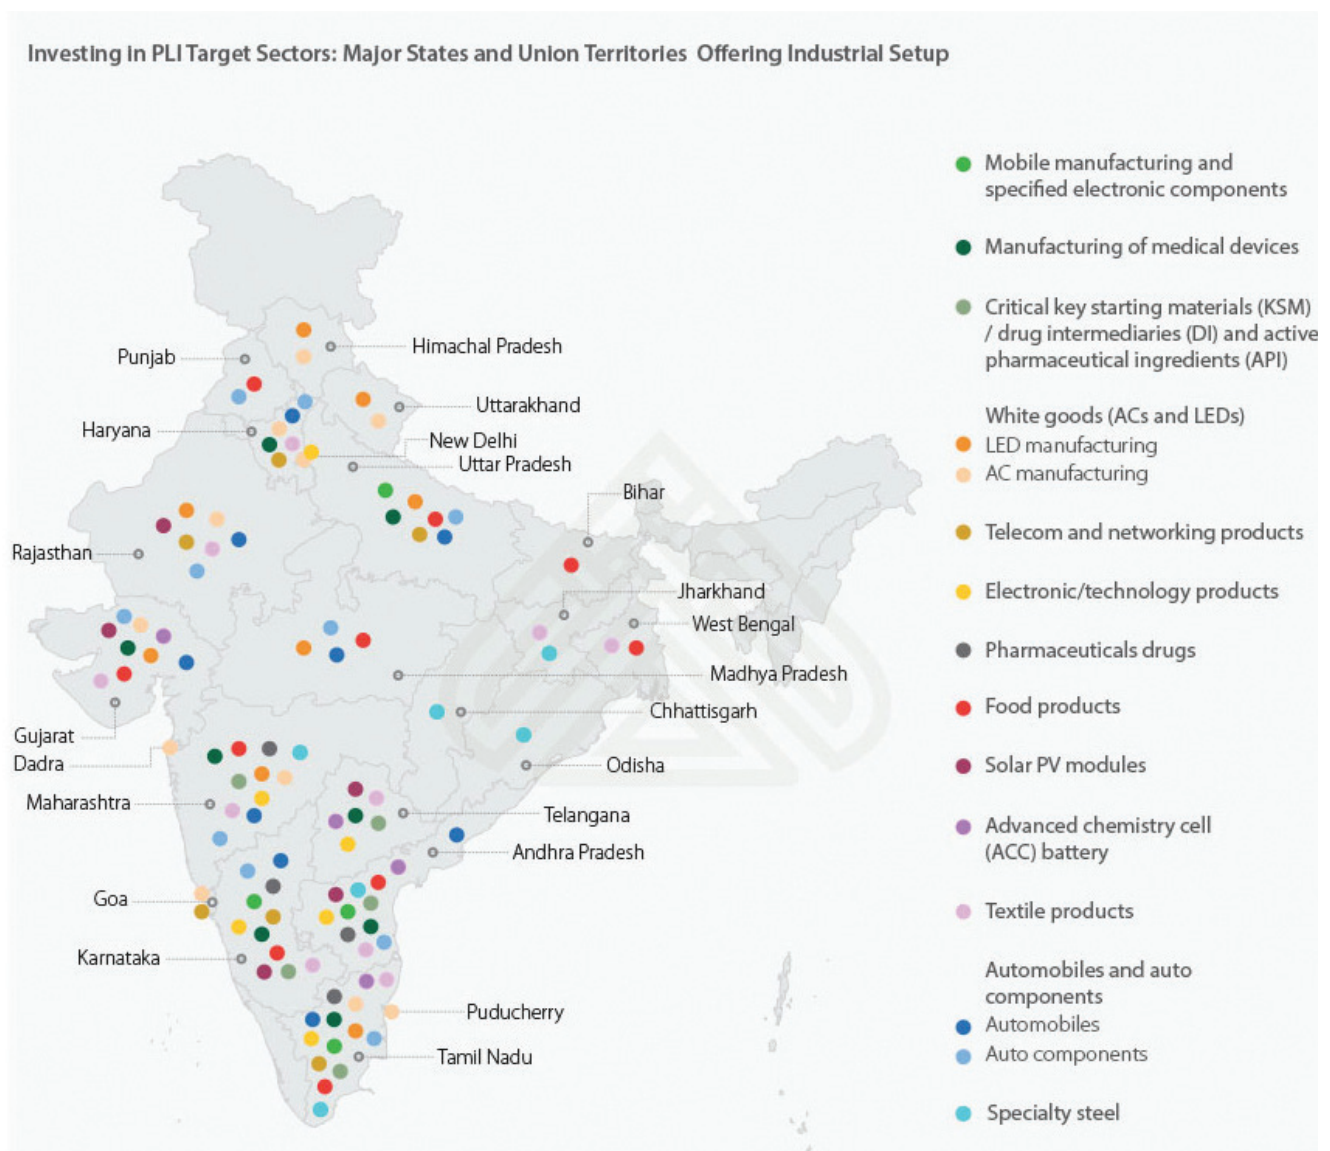 Investing in PLI Target Sectors: Major States and Union Territories Offering Industrial Setup
Mobile manufacturing and
specified electronic components
Manufacturing of medical devices
Critical key starting materials (KSM)
/ drug intermediaries (DI) and active
pharmaceutical ingredients (API)
White goods (ACs and LEDs)
LED manufacturing
AC manufacturing
Telecom and networking products
Electronic/technology products
Pharmaceuticals drugs
Food products
Solar PV modules
Advanced chemistry cell
(ACC) battery
Textile products
Automobiles and auto
components
Automobiles
Auto components
Specialty steel
Himachal Pradesh
Punjab
Uttarakhand
Haryana
New Delhi
Uttar Pradesh
Bihar
Rajasthan
Jharkhand
West Bengal
Madhya Pradesh
Chhattisgarh
Gujarat
Dadra
Odisha
Maharashtra
Telangana
Andhra Pradesh
Goa
Karnataka
Puducherry
Tamil Nadu